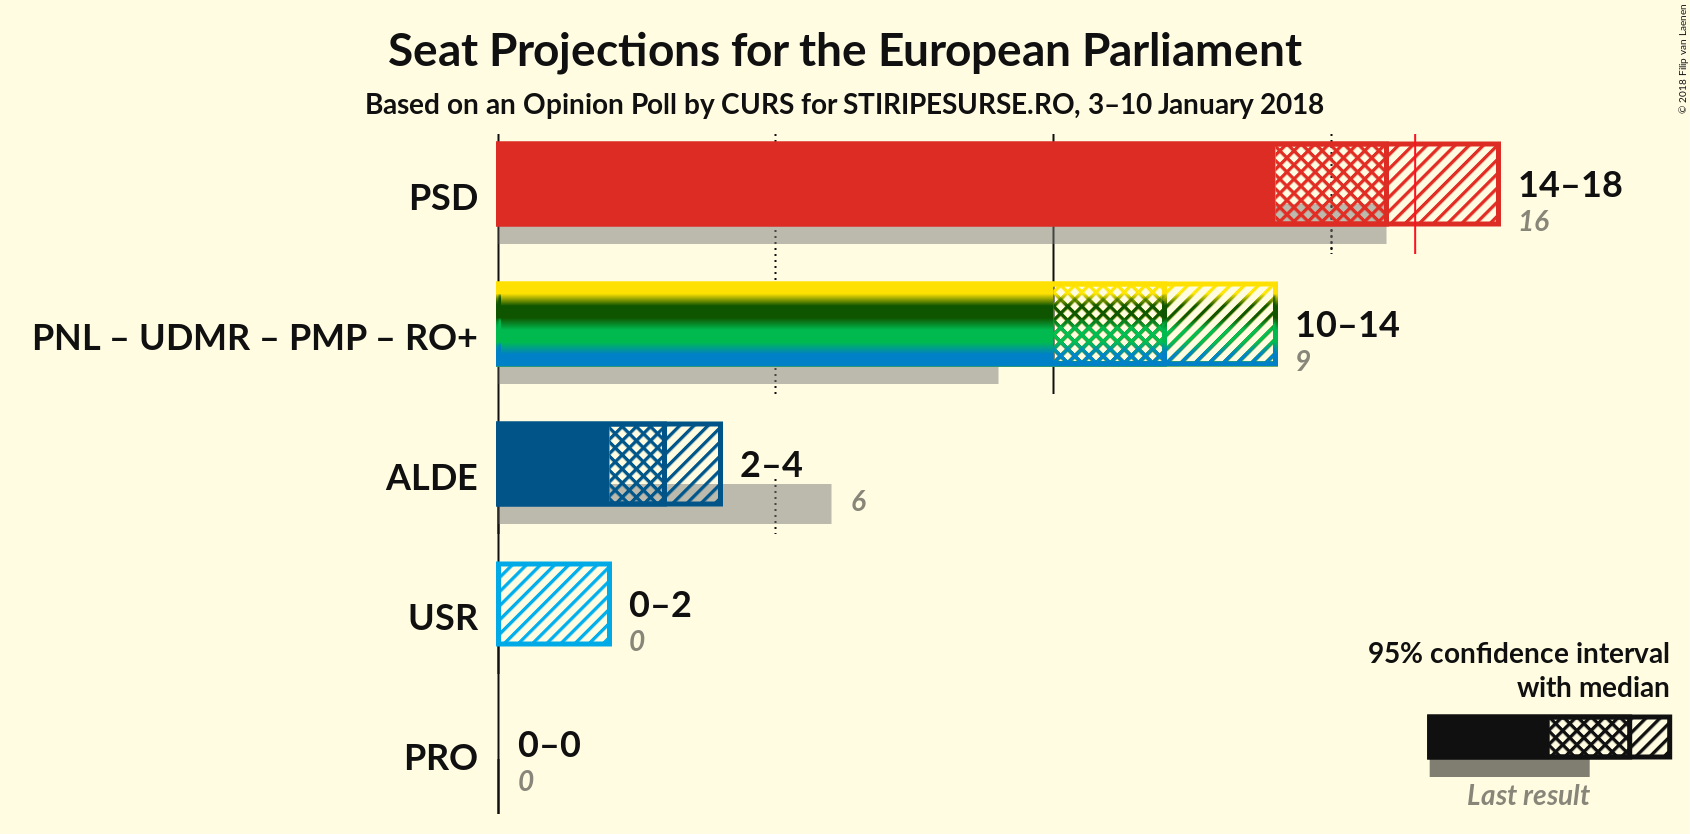 Seat Projections for the European Parliament
Based on an Opinion Poll by CURS for STIRIPESURSE.RO, 3–10 January 2018
© 2018 Filip van Laenen
PSD
14–18
16
PNL – UDMR – PMP – RO+
10–14
9
ALDE
2–4
6
USR
0–2
0
PRO
0–0
0
95% confidence interval
with median
Last result